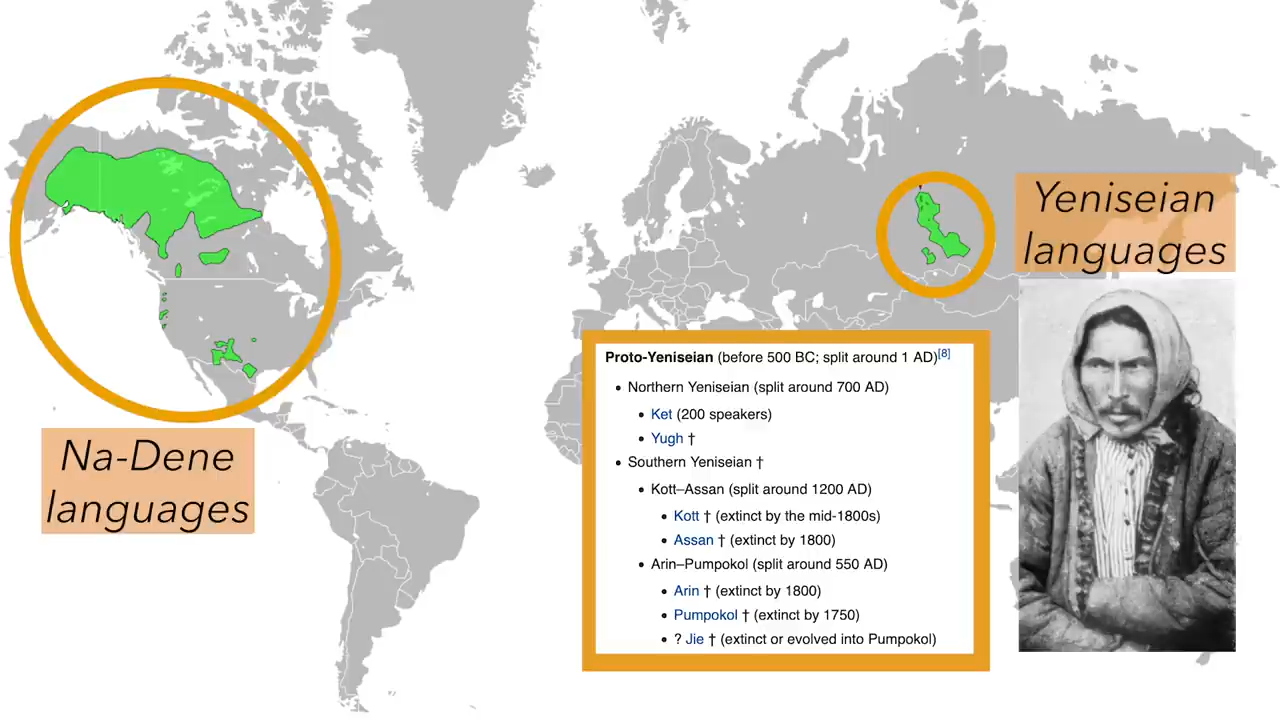 Na-Dene
languages
Yeniseian
languages
Proto-Yeniseian (before 500 BC; split around 1 AD)[8]
• Northern Yeniseian (split around 700 AD)
• Ket (200 speakers)
• Yugh †
• Southern Yeniseian †
• Kott–Assan (split around 1200 AD)
• Kott † (extinct by the mid-1800s)
• Assan † (extinct by 1800)
• Arin–Pumpokol (split around 550 AD)
• Arin † (extinct by 1800)
• Pumpokol † (extinct by 1750)
• ? Jie † (extinct or evolved into Pumpokol)